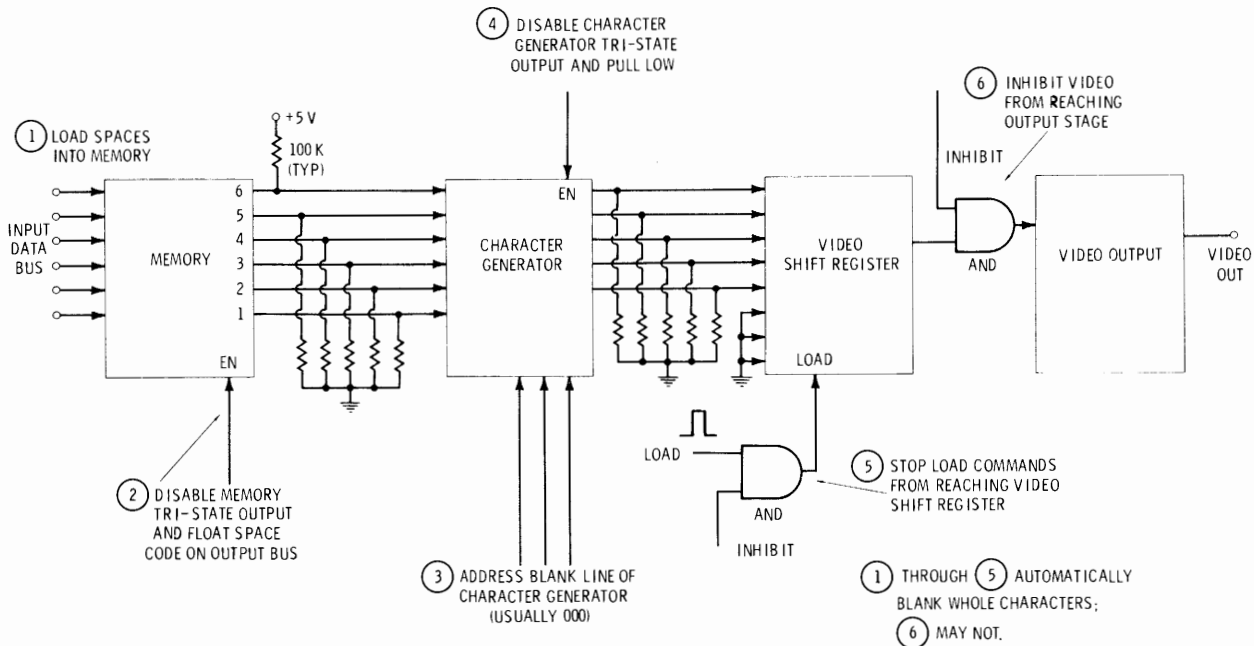 4 DISABLE CHARACTER
GENERATOR TRI-STATE
OUTPUT AND PULL LOW
6 INHIBIT VIDEO
FROM REACHING
OUTPUT STAGE
1 LOAD SPACES
INTO MEMORY
+5 V
100 K
(TYP)
INHIBIT
INPUT
DATA
BUS
MEMORY
6
5
4
3
2
1
EN
EN
CHARACTER
GENERATOR
VIDEO
SHIFT REGISTER
LOAD
AND
VIDEO OUTPUT
VIDEO
OUT
2 DISABLE MEMORY
TRI-STATE OUTPUT
AND FLOAT SPACE
CODE ON OUTPUT BUS
3 ADDRESS BLANK LINE OF
CHARACTER GENERATOR
(USUALLY 000)
LOAD
AND
INHIBIT
5 STOP LOAD COMMANDS
FROM REACHING VIDEO
SHIFT REGISTER
1 THROUGH 5 AUTOMATICALLY
BLANK WHOLE CHARACTERS;
6 MAY NOT.